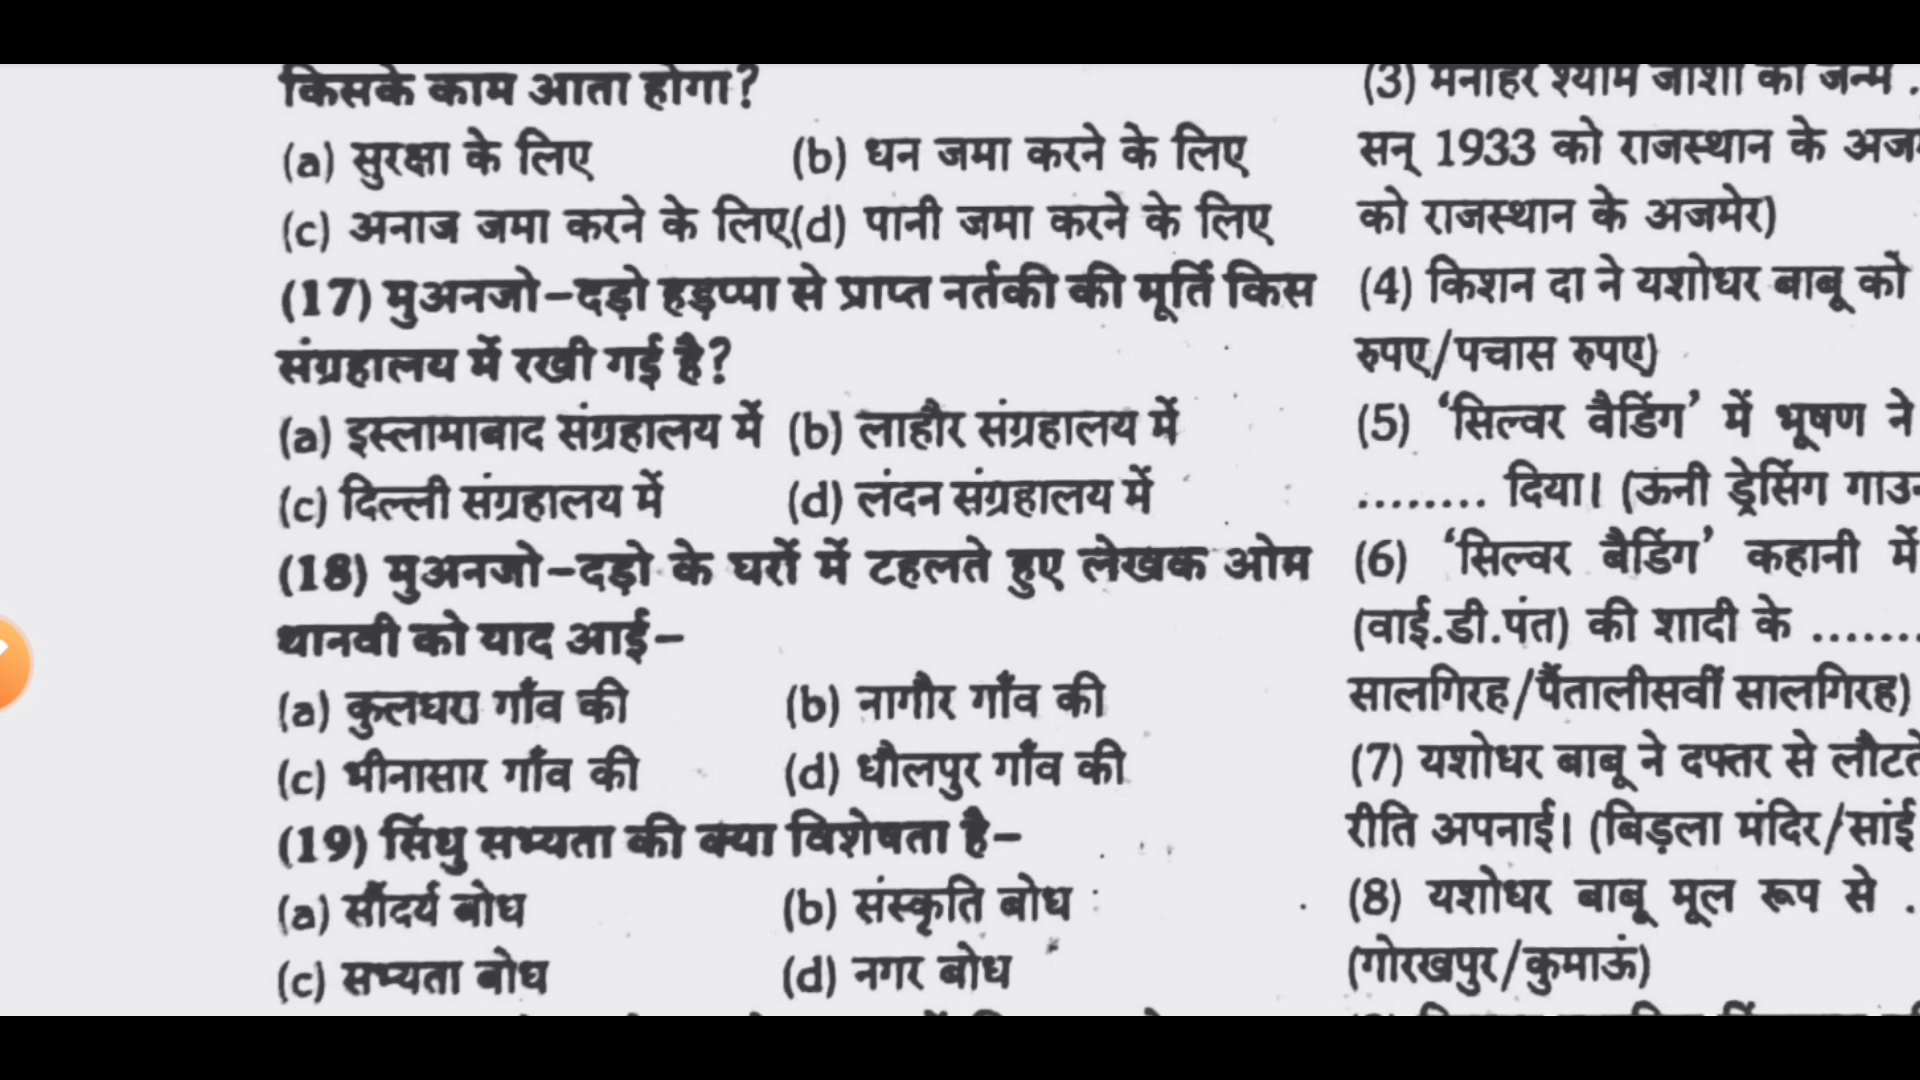 किसके काम आता होगा?
(a) सुरक्षा के लिए (b) धन जमा करने के लिए
(c) अनाज जमा करने के लिए(d) पानी जमा करने के लिए
(17) मुअनजो-दड़ो हड़प्पा से प्राप्त नर्तकी की मूर्ति किस
संग्रहालय में रखी गई है?
(a) इस्लामाबाद संग्रहालय में (b) लाहौर संग्रहालय में
(c) दिल्ली संग्रहालय में (d) लंदन संग्रहालय में
(18) मुअनजो-दड़ो के घरों में टहलते हुए लेखक ओम
थानवी को याद आई-
(a) कुलधरा गाँव की (b) नागौर गाँव की
(c) भीनासार गाँव की (d) धौलपुर गाँव की
(19) सिंधु सभ्यता की क्या विशेषता है-
(a) सौंदर्य बोध (b) संस्कृति बोध
(c) सभ्यता बोध (d) नगर बोध
(3) मनोहर श्याम जोशी का जन्म .
सन् 1933 को राजस्थान के
को राजस्थान के अजमेर)
(4) किशन दा ने यशोधर बाबू को
रुपए/पचास रुपए)
(5) 'सिल्वर वैडिंग' में भूषण ने
........ दिया। (ऊनी ड्रेसिंग
(6) 'सिल्वर बैडिंग' कहानी में
(वाई.डी.पंत) की शादी के .......
सालगिरह/पैंतालीसवीं सालगिरह)
(7) यशोधर बाबू ने दफ्तर से
रीति अपनाई। (बिड़ला मंदिर/सांई
(8) यशोधर बाबू मूल रूप से .
(गोरखपुर/कुमाऊं)